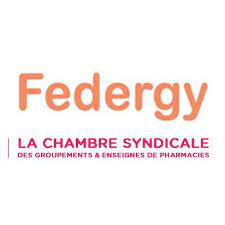 Federgy
LA CHAMBRE SYNDICALE
DES GROUPEMENTS & ENSEIGNES DE PHARMACIES